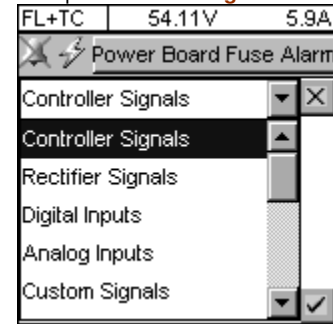 FL+TC 54.11V 5.9A
Power Board Fuse Alarm
Controller Signals
Controller Signals
Rectifier Signals
Digital Inputs
Analog Inputs
Custom Signals